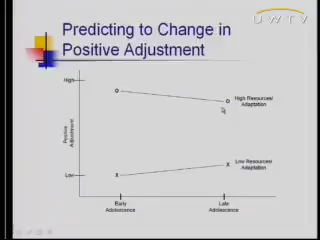 UWTV
Predicting to Change in
Positive Adjustment
High
High Resources/
Adaptation
Positive
Adjustment
Low Resources/
Adaptation
Low
Early
Adolescence
Late
Adolescence